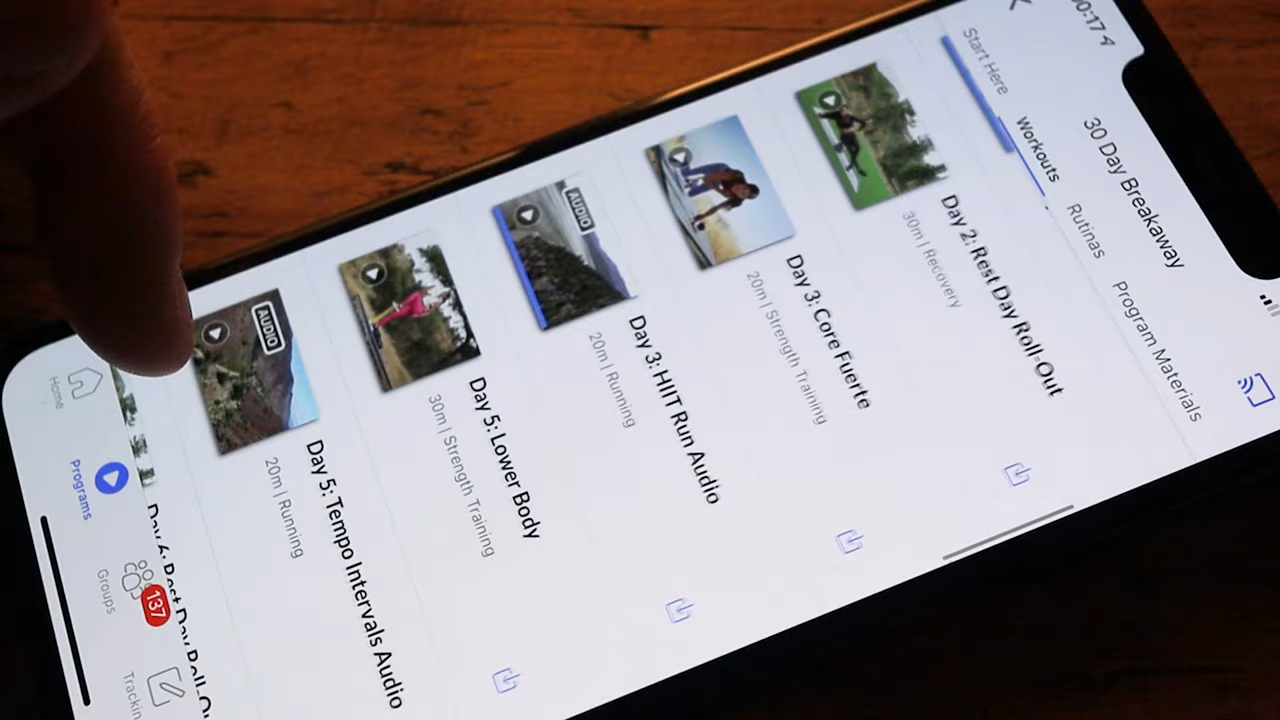 30 Day Breakaway
Start Here
Workouts
Rutinas
Program Materials
Day 2: Rest Day Roll-Out
30m | Recovery
Day 3: Core Fuerte
20m | Strength Training
AUDIO
Day 3: HIIT Run Audio
20m | Running
Day 5: Lower Body
30m | Strength Training
AUDIO
Day 5: Tempo Intervals Audio
20m | Running
Rest Day
Home
Programs
Groups
137